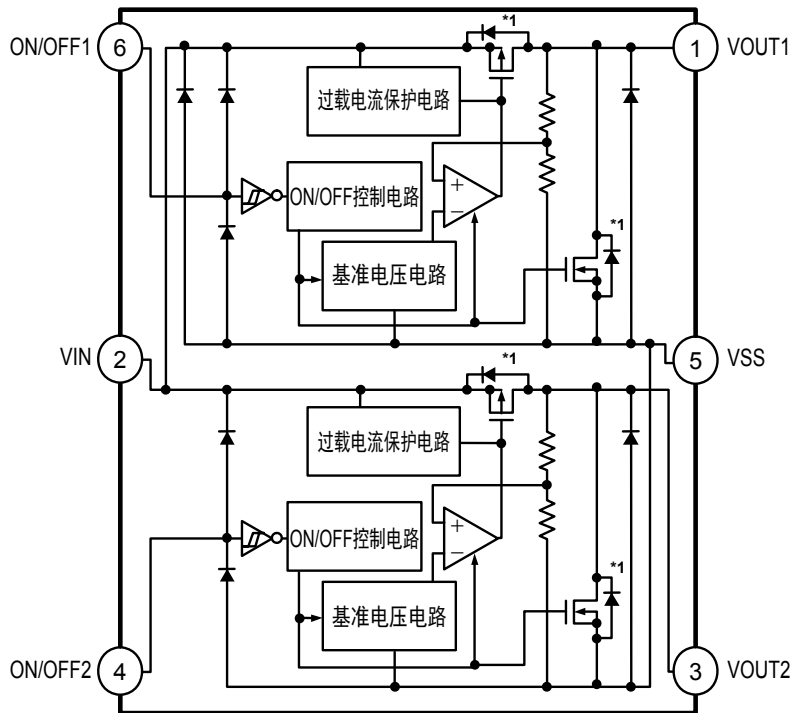 *1
ON/OFF1 6
1 VOUT1
过载电流保护电路
+
−
ON/OFF控制电路
*1
基准电压电路
VIN 2
5 VSS
*1
过载电流保护电路
+
−
ON/OFF控制电路
*1
基准电压电路
ON/OFF2 4
3 VOUT2